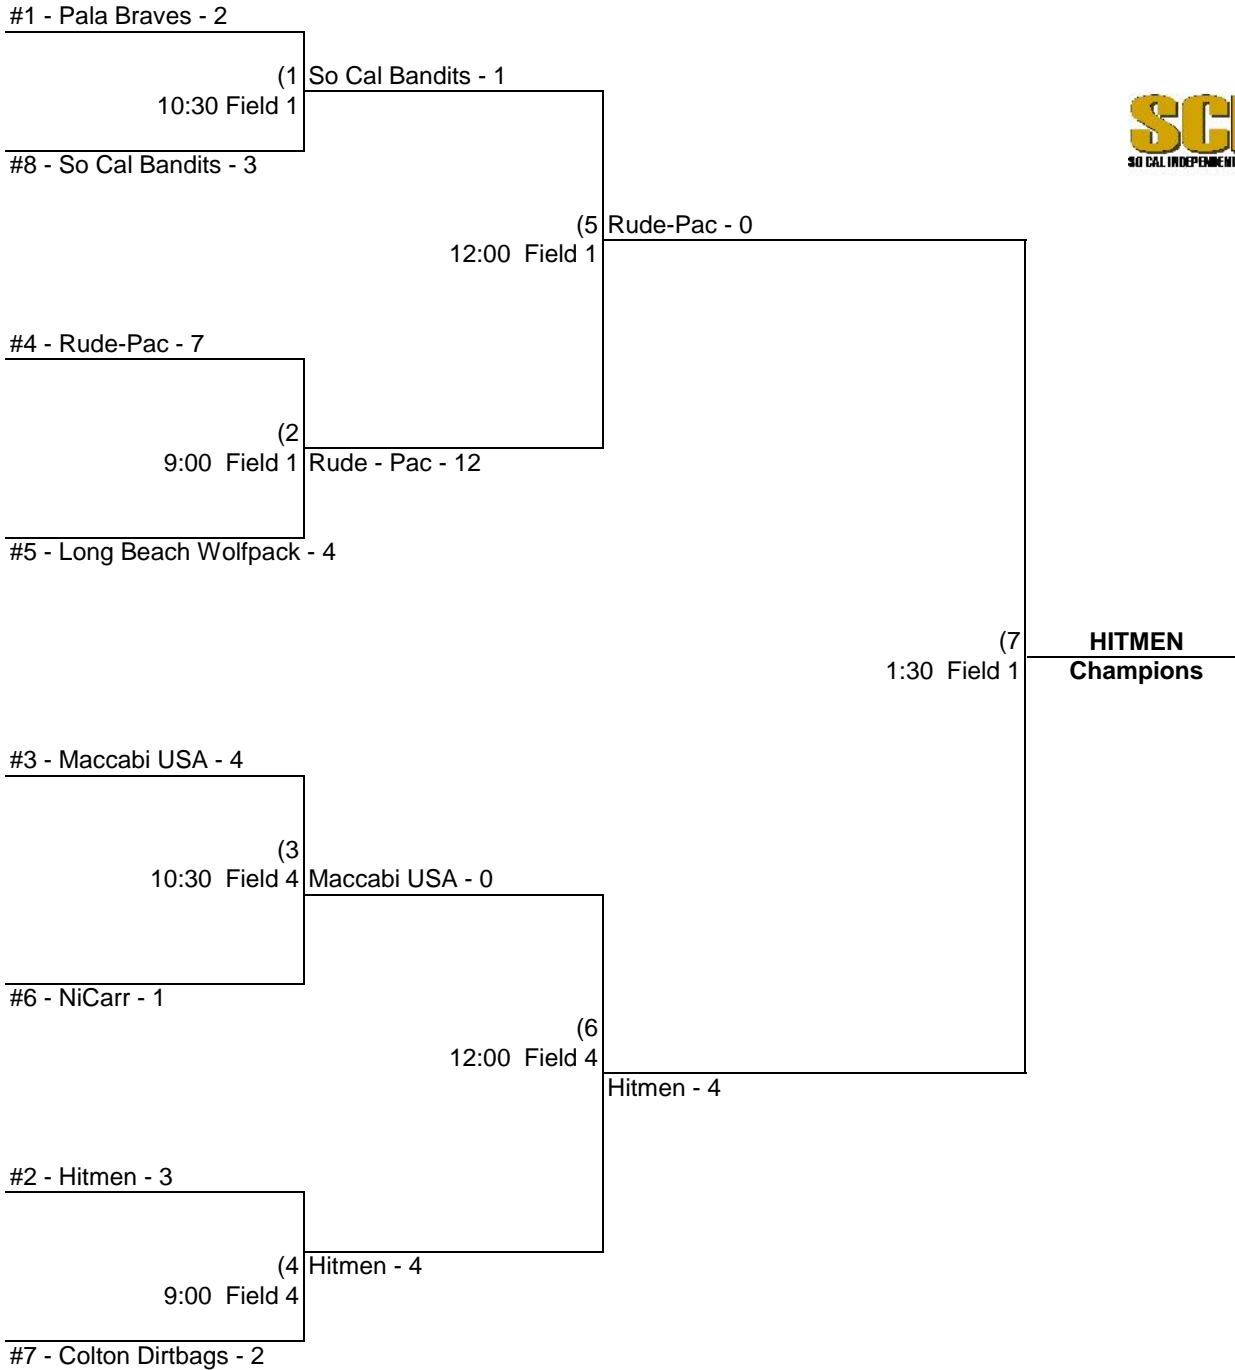 #1 - Pala Braves - 2
(1 So Cal Bandits - 1
10:30 Field 1
#8 - So Cal Bandits - 3
(5 Rude-Pac - 0
12:00 Field 1
#4 - Rude-Pac - 7
(2
9:00 Field 1 Rude - Pac - 12
#5 - Long Beach Wolfpack - 4
(7 HITMEN
1:30 Field 1 Champions
#3 - Maccabi USA - 4
(3
10:30 Field 4 Maccabi USA - 0
#6 - NiCarr - 1
(6
12:00 Field 4
Hitmen - 4
#2 - Hitmen - 3
(4 Hitmen - 4
9:00 Field 4
#7 - Colton Dirtbags - 2
SC
SO CAL INDEPENDENT